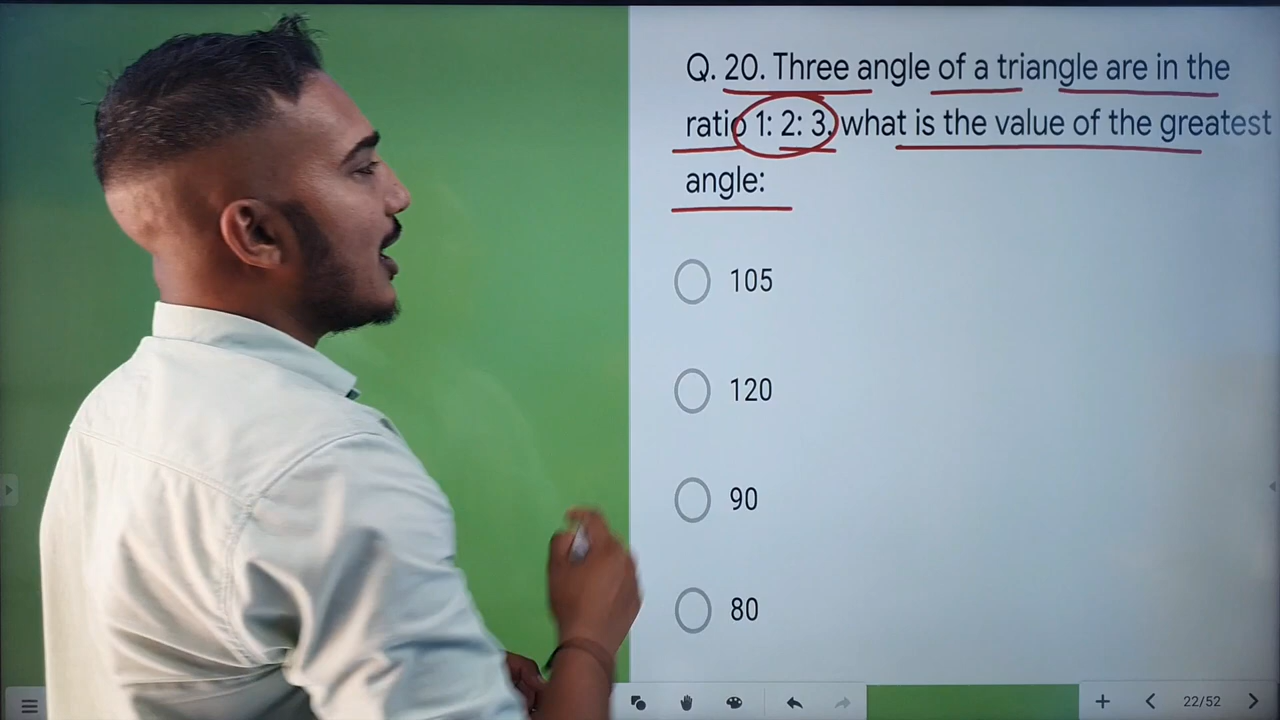 Q. 20. Three angle of a triangle are in the
ratio 1: 2: 3, what is the value of the greatest
angle:
105
120
90
80
22/52